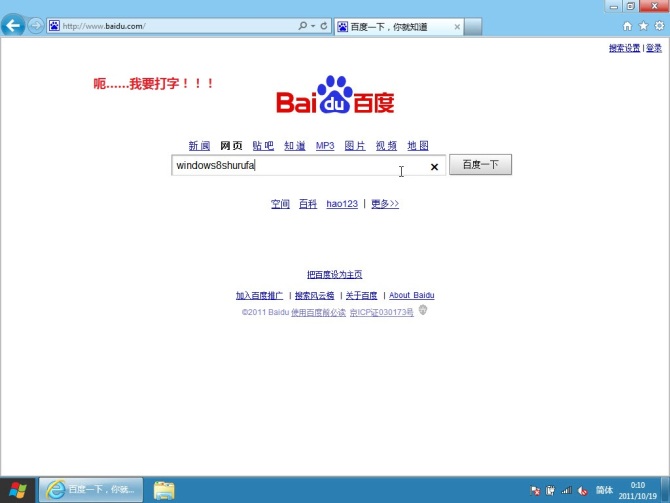 http://www.baidu.com/
百度一下，你就知道
搜索设置 | 登录
呃……我要打字！！！
Bai du 百度
新闻 网页 贴吧 知道 MP3 图片 视频 地图
windows8shurufa 百度一下
空间 百科 hao123 | 更多>>
把百度设为主页
加入百度推广 | 搜索风云榜 | 关于百度 | About Baidu
©2011 Baidu 使用百度前必读 京ICP证030173号
百度一下，你就... 简体 0:10
2011/10/19